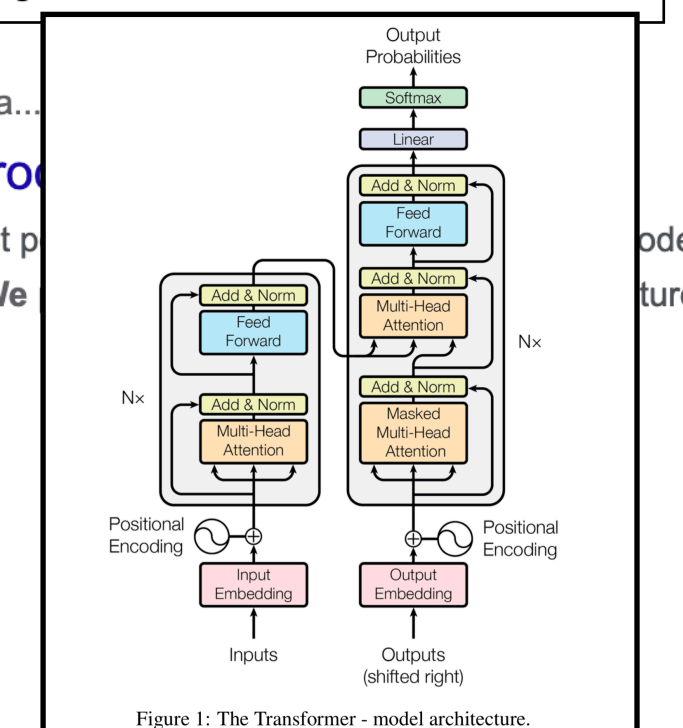 Output
Probabilities
Softmax
Linear
Add & Norm
Feed
Forward
Add & Norm
Multi-Head
Attention
Add & Norm
Masked
Multi-Head
Attention
Nx
Add & Norm
Feed
Forward
Add & Norm
Multi-Head
Attention
N×
Positional
Encoding
Positional
Encoding
Input
Embedding
Output
Embedding
Inputs
Outputs
(shifted right)
Figure 1: The Transformer - model architecture.